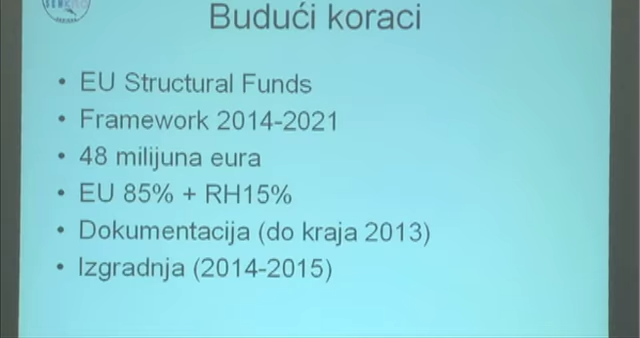 Budući koraci
• EU Structural Funds
• Framework 2014-2021
• 48 milijuna eura
• EU 85% + RH15%
• Dokumentacija (do kraja 2013)
• Izgradnja (2014-2015)